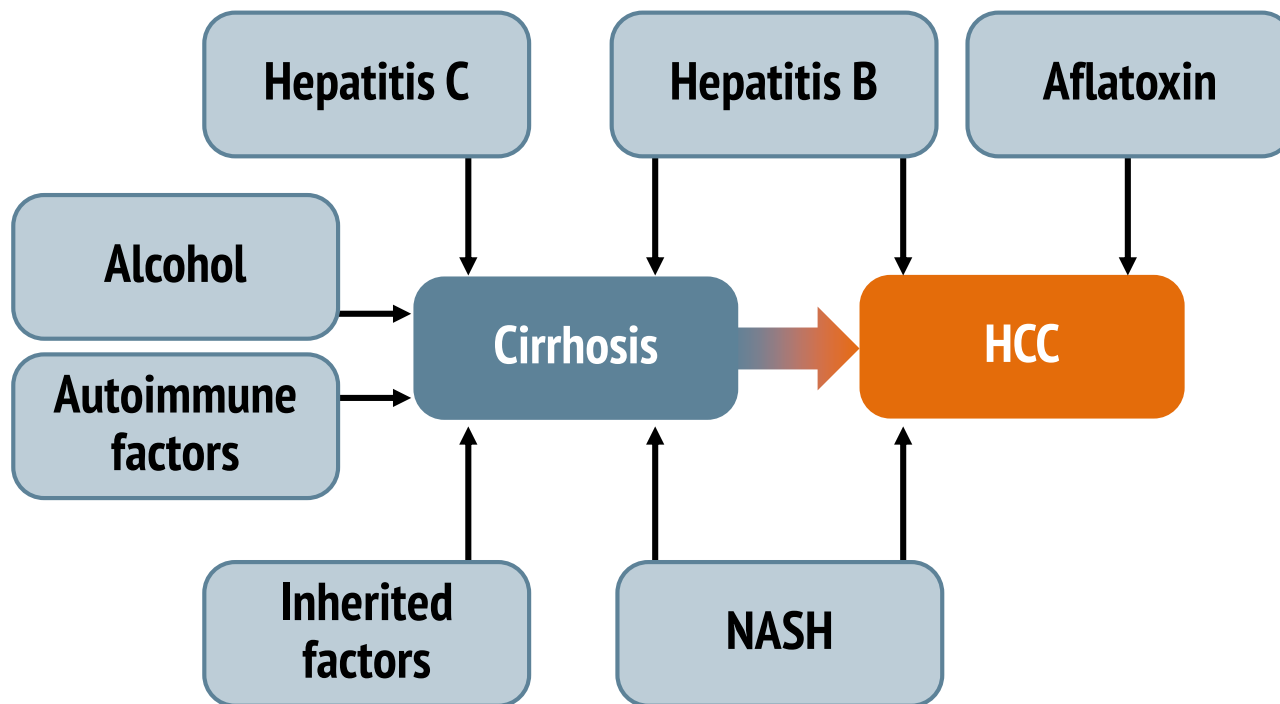 Hepatitis C
Hepatitis B
Aflatoxin
Alcohol
Autoimmune
factors
Cirrhosis
HCC
Inherited
factors
NASH